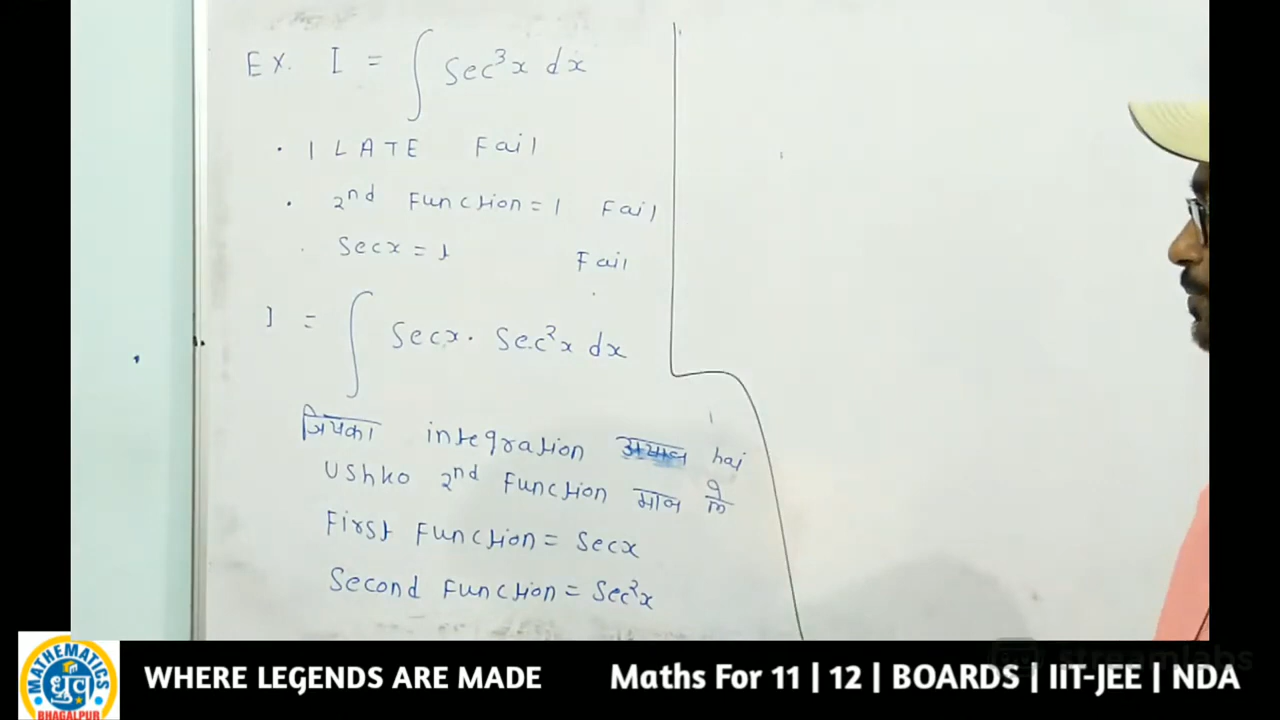 EX. I = ∫ Sec³x dx
· ILATE Fail
· 2nd Function = 1 Fail
· Secx = t Fail
I = ∫ Secx · Sec²x dx
जिसका integration आसान hai
Ushko 2nd Function मान ले
First Function = Secx
Second Function = Sec²x
MATHEMATICS
ध्रुव
BHAGALPUR
WHERE LEGENDS ARE MADE Maths For 11 | 12 | BOARDS | IIT-JEE | NDA
streamlabs